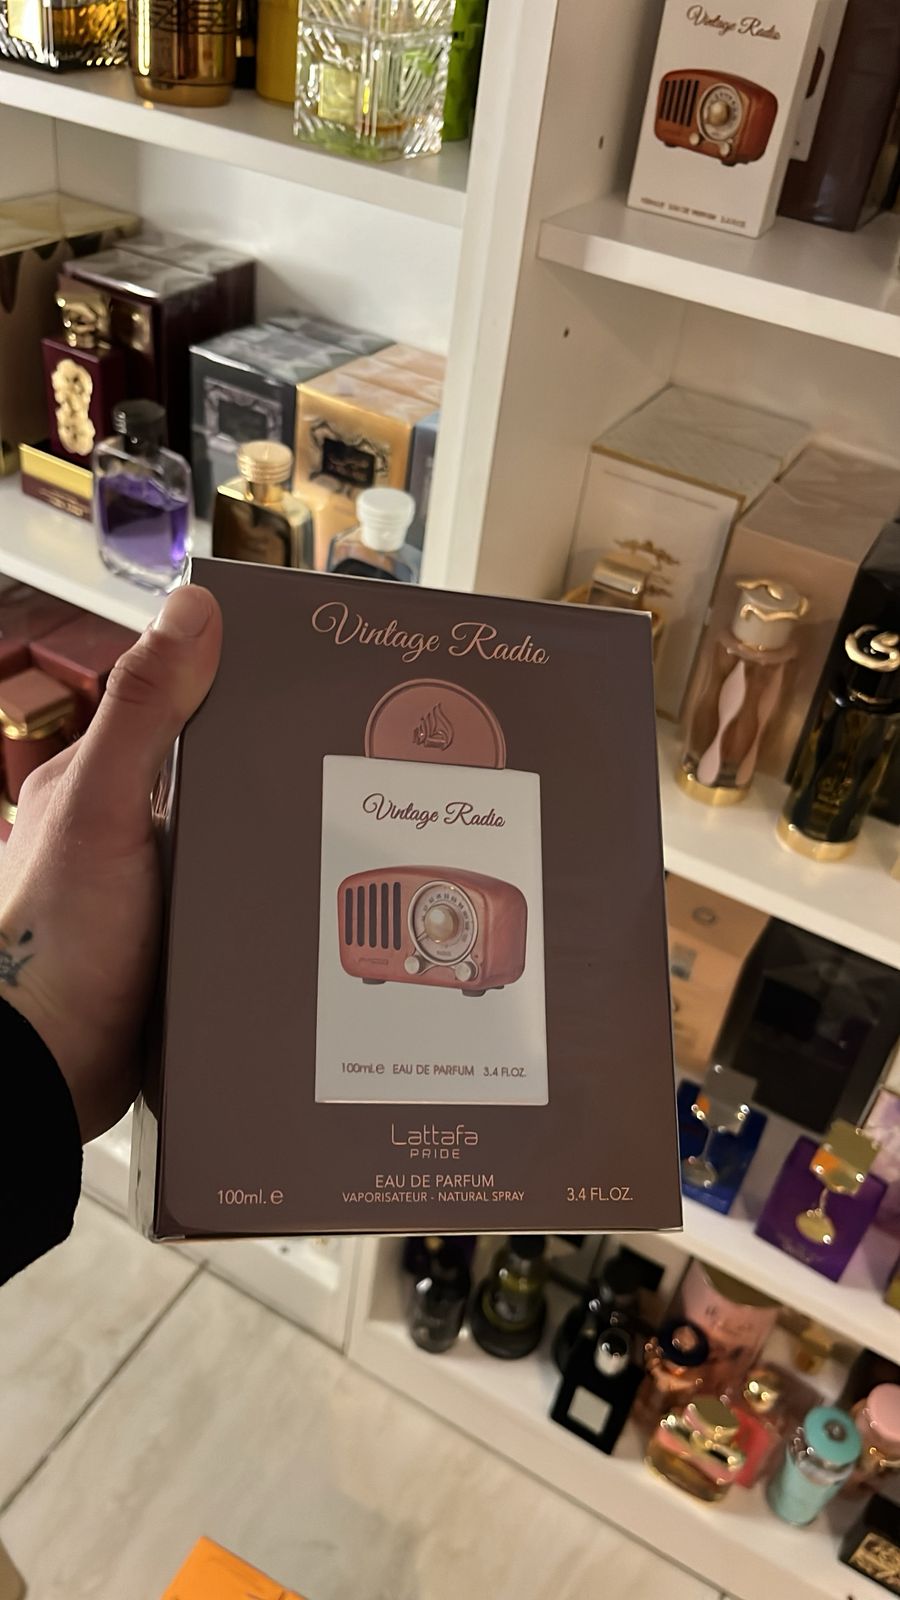 Vintage Radio
Vintage Radio
Vintage Radio
100ml.e EAU DE PARFUM 3.4 FL.OZ.
Lattafa
PRIDE
EAU DE PARFUM
VAPORISATEUR - NATURAL SPRAY
100ml. e
3.4 FL.OZ.